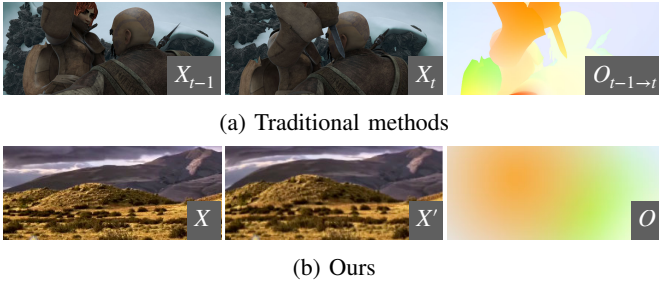 X_{t−1} X_t O_{t−1→t}
(a) Traditional methods
X X′ O
(b) Ours